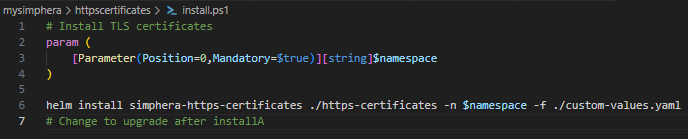 mysimphera > httpscertificates > install.ps1
1 # Install TLS certificates
2 param (
3     [Parameter(Position=0,Mandatory=$true)][string]$namespace
4 )
5
6 helm install simphera-https-certificates ./https-certificates -n $namespace -f ./custom-values.yaml
7 # Change to upgrade after installA